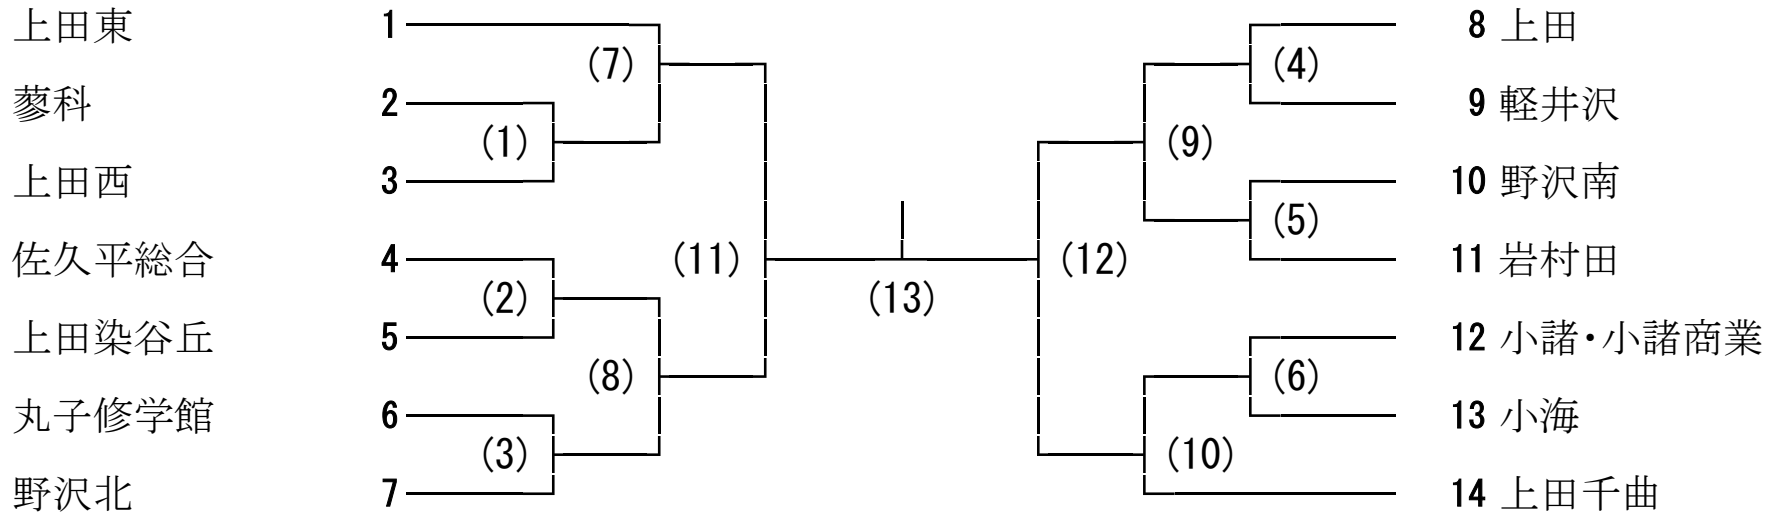 上田東 1 8 上田
(7) (4)
蓼科 2 9 軽井沢
(1) (9)
上田西 3 10 野沢南
(5)
佐久平総合 4 (11) (12) 11 岩村田
(2) (13)
上田染谷丘 5 12 小諸・小諸商業
(8) (6)
丸子修学館 6 13 小海
(3) (10)
野沢北 7 14 上田千曲